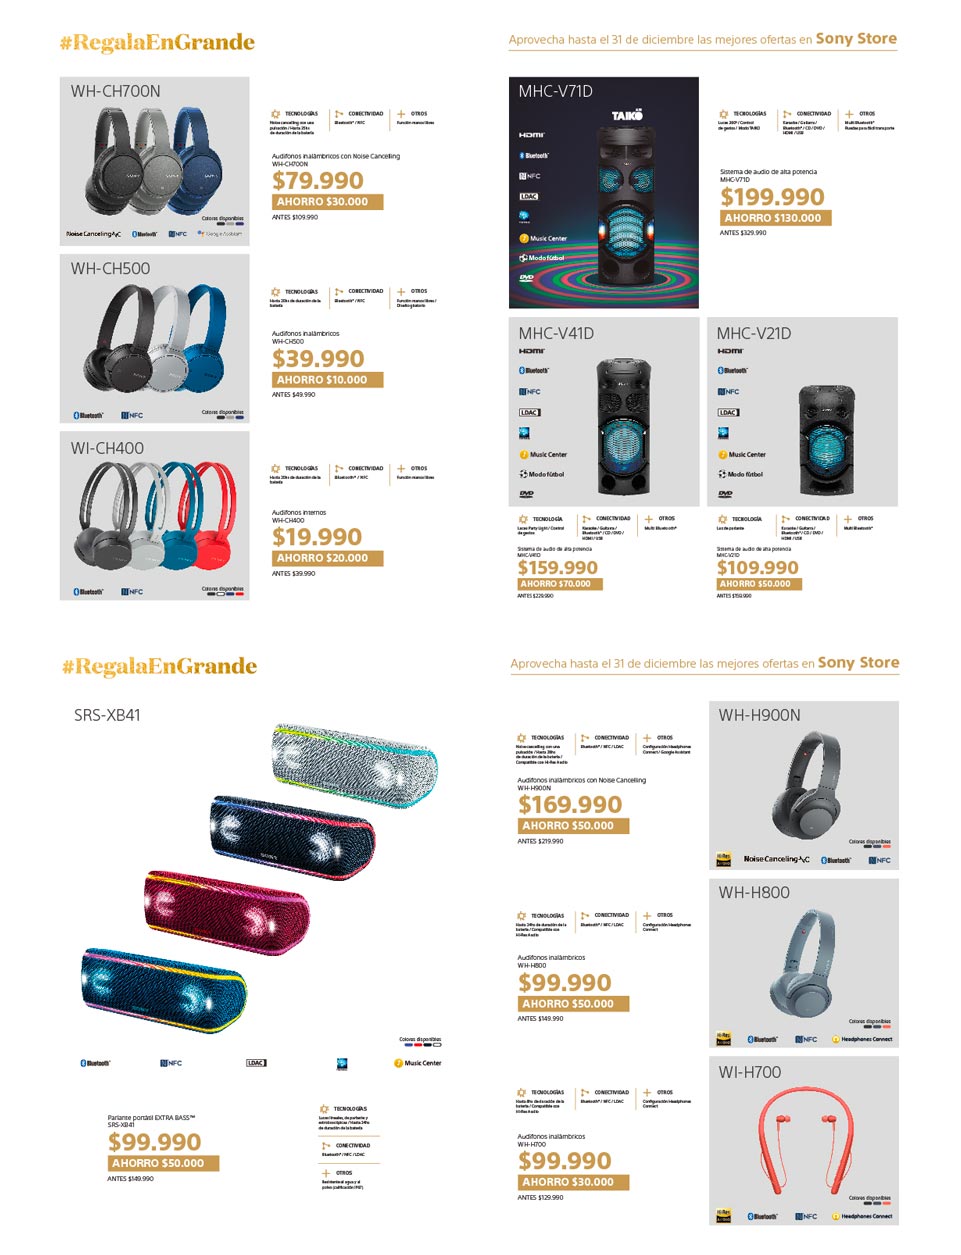 #RegalaEnGrande
Aprovecha hasta el 31 de diciembre las mejores ofertas en Sony Store
WH-CH700N
Colores disponibles
Noise Canceling
Bluetooth
NFC
Google Assistant
TECNOLOGÍAS
Noise cancelling con una
pulsación / Hasta 35hs
de duración de la batería
CONECTIVIDAD
Bluetooth® / NFC
OTROS
Función manos libres
Audífonos inalámbricos con Noise Cancelling
WH-CH700N
$79.990
AHORRO $30.000
ANTES $109.990
WH-CH500
Bluetooth
NFC
Colores disponibles
TECNOLOGÍAS
Hasta 20hs de duración de la
batería
CONECTIVIDAD
Bluetooth® / NFC
OTROS
Función manos libres /
Diseño giratorio
Audífonos inalámbricos
WH-CH500
$39.990
AHORRO $10.000
ANTES $49.990
WI-CH400
Bluetooth
NFC
Colores disponibles
TECNOLOGÍAS
Hasta 20hs de duración de la
batería
CONECTIVIDAD
Bluetooth® / NFC
OTROS
Función manos libres
Audífonos internos
WH-CH400
$19.990
AHORRO $20.000
ANTES $39.990
MHC-V71D
TAIKO
HDMI
Bluetooth
NFC
LDAC
Music Center
Modo fútbol
DVD
TECNOLOGÍAS
Luces 360º / Control
de gestos / Modo TAIKO
CONECTIVIDAD
Karaoke / Guitarra /
Bluetooth® / CD / DVD /
HDMI / USB
OTROS
Multi Bluetooth®
Ruedas para fácil transporte
Sistema de audio de alta potencia
MHC-V71D
$199.990
AHORRO $130.000
ANTES $329.990
MHC-V41D
HDMI
Bluetooth
NFC
LDAC
Music Center
Modo fútbol
DVD
TECNOLOGÍA
Luces Party Light / Control
de gestos
CONECTIVIDAD
Karaoke / Guitarra /
Bluetooth® / CD / DVD /
HDMI / USB
OTROS
Multi Bluetooth®
Sistema de audio de alta potencia
MHC-V41D
$159.990
AHORRO $70.000
ANTES $229.990
MHC-V21D
HDMI
Bluetooth
NFC
LDAC
Music Center
Modo fútbol
DVD
TECNOLOGÍA
Luz de parlante
CONECTIVIDAD
Karaoke / Guitarra /
Bluetooth® / CD / DVD /
HDMI / USB
OTROS
Multi Bluetooth®
Sistema de audio de alta potencia
MHC-V21D
$109.990
AHORRO $50.000
ANTES $159.990
#RegalaEnGrande
Aprovecha hasta el 31 de diciembre las mejores ofertas en Sony Store
SRS-XB41
Colores disponibles
Bluetooth
NFC
LDAC
Music Center
Parlante portátil EXTRA BASS™
SRS-XB41
$99.990
AHORRO $50.000
ANTES $149.990
TECNOLOGÍAS
Luces lineales, de parlante y
estroboscópicas / Hasta 24hs
de duración de la batería
CONECTIVIDAD
Bluetooth® / NFC / LDAC
OTROS
Resistente al agua y al
polvo (calificación IP67)
TECNOLOGÍAS
Noise cancelling con una
pulsación / Hasta 28hs
de duración de la batería /
Compatible con Hi-Res Audio
CONECTIVIDAD
Bluetooth® / NFC / LDAC
OTROS
Configuración Headphones
Connect / Google Assistant
Audífonos inalámbricos con Noise Cancelling
WH-H900N
$169.990
AHORRO $50.000
ANTES $219.990
WH-H900N
Colores disponibles
Hi-Res AUDIO
Noise Canceling
Bluetooth
NFC
TECNOLOGÍAS
Hasta 24hs de duración de la
batería / Compatible con
Hi-Res Audio
CONECTIVIDAD
Bluetooth® / NFC / LDAC
OTROS
Configuración Headphones
Connect
Audífonos inalámbricos
WH-H800
$99.990
AHORRO $50.000
ANTES $149.990
WH-H800
Colores disponibles
Hi-Res AUDIO
Bluetooth
NFC
Headphones Connect
TECNOLOGÍAS
Hasta 8hs de duración de la
batería / Compatible con
Hi-Res Audio
CONECTIVIDAD
Bluetooth® / NFC / LDAC
OTROS
Configuración Headphones
Connect
Audífonos inalámbricos
WH-H700
$99.990
AHORRO $30.000
ANTES $129.990
WI-H700
Colores disponibles
Hi-Res AUDIO
Bluetooth
NFC
Headphones Connect